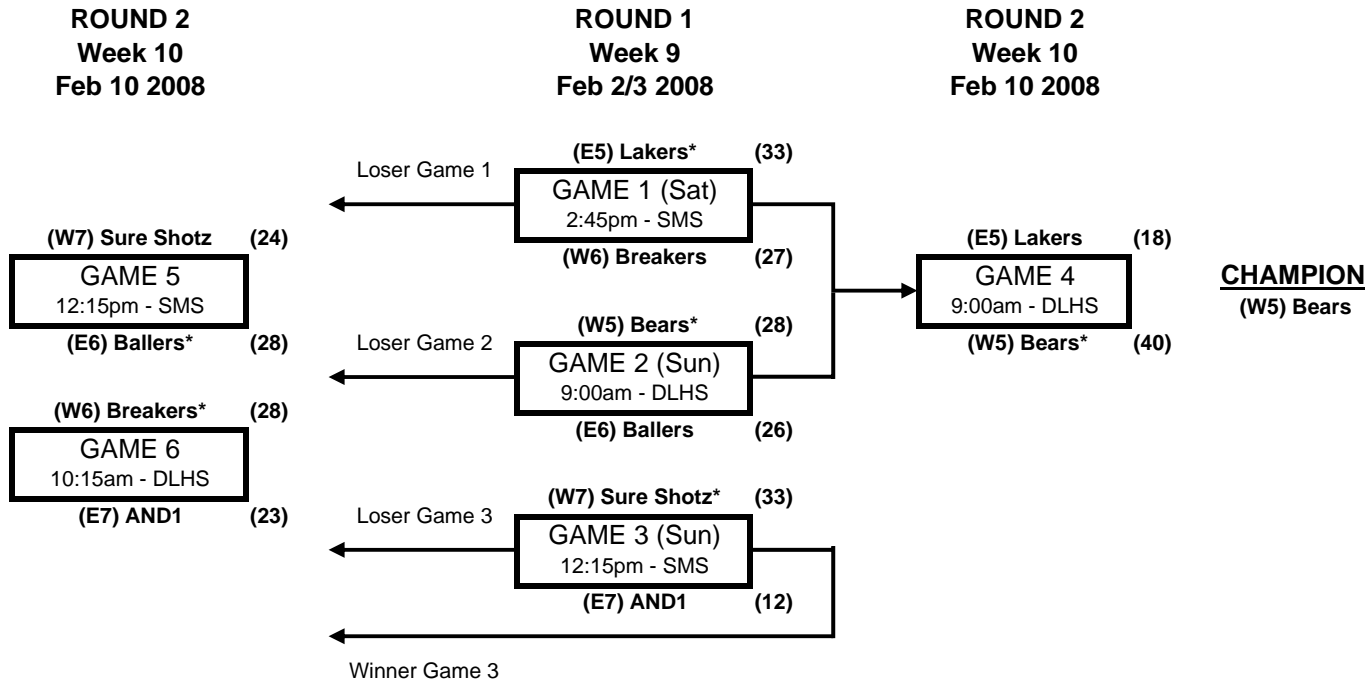 ROUND 2
Week 10
Feb 10 2008
ROUND 1
Week 9
Feb 2/3 2008
ROUND 2
Week 10
Feb 10 2008
Loser Game 1
(E5) Lakers* (33)
GAME 1 (Sat)
2:45pm - SMS
(W6) Breakers (27)
(W7) Sure Shotz (24)
GAME 5
12:15pm - SMS
(E6) Ballers* (28)
(E5) Lakers (18)
GAME 4
9:00am - DLHS
(W5) Bears* (40)
CHAMPION
(W5) Bears
Loser Game 2
(W5) Bears* (28)
GAME 2 (Sun)
9:00am - DLHS
(E6) Ballers (26)
(W6) Breakers* (28)
GAME 6
10:15am - DLHS
(E7) AND1 (23)
Loser Game 3
(W7) Sure Shotz* (33)
GAME 3 (Sun)
12:15pm - SMS
(E7) AND1 (12)
Winner Game 3